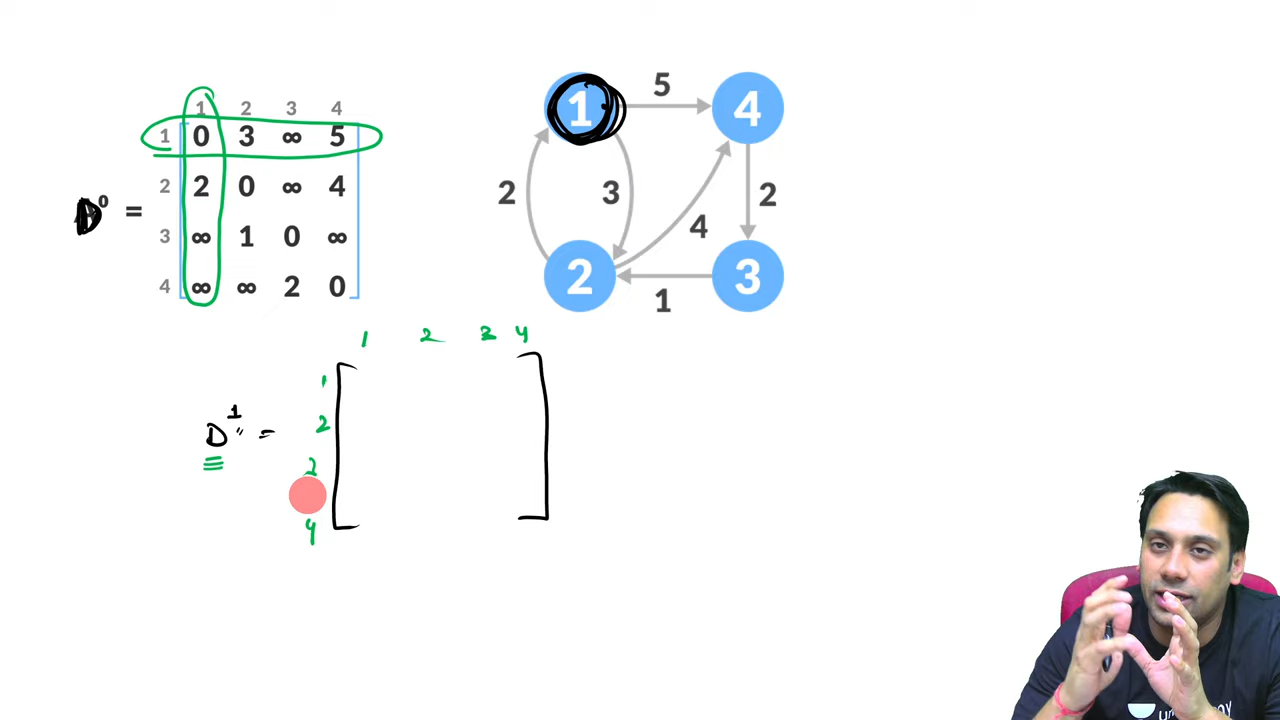 1 2 3 4
1 0 3 ∞ 5
2 2 0 ∞ 4
D⁰ =
3 ∞ 1 0 ∞
4 ∞ ∞ 2 0
1 5 4
2 3 4 2
2 1 3
1 2 3 4
1
2
D¹ =
4